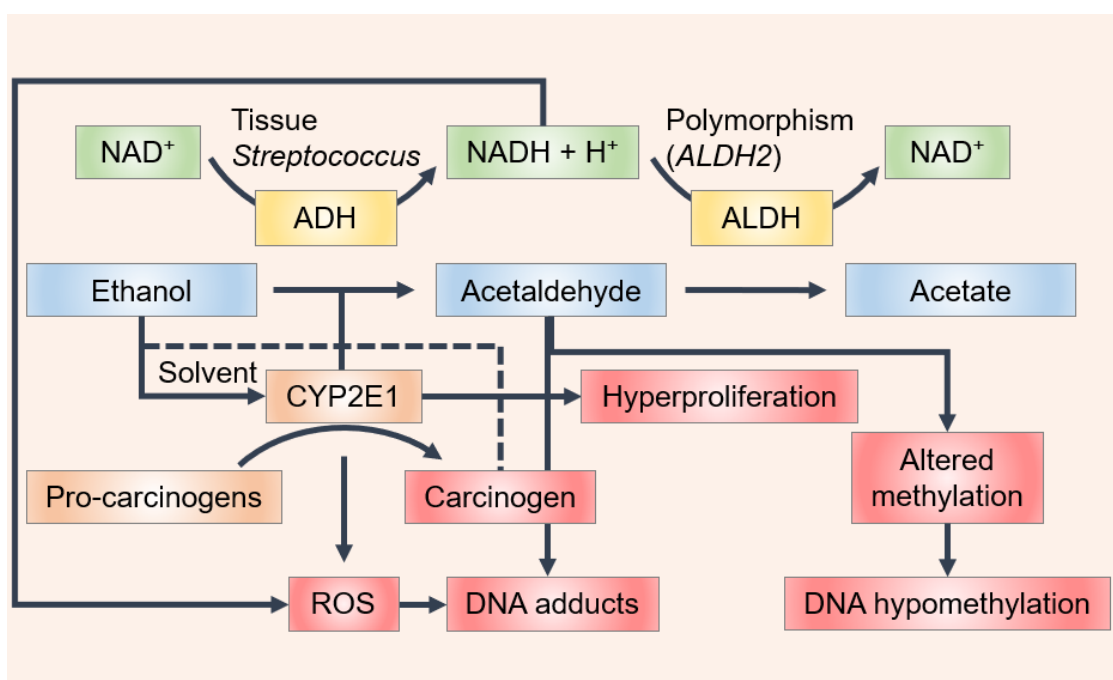 Tissue
Streptococcus
Polymorphism
(ALDH2)
NAD⁺
NADH + H⁺
NAD⁺
ADH
ALDH
Ethanol
Acetaldehyde
Acetate
Solvent
CYP2E1
Hyperproliferation
Pro-carcinogens
Carcinogen
Altered
methylation
ROS
DNA adducts
DNA hypomethylation